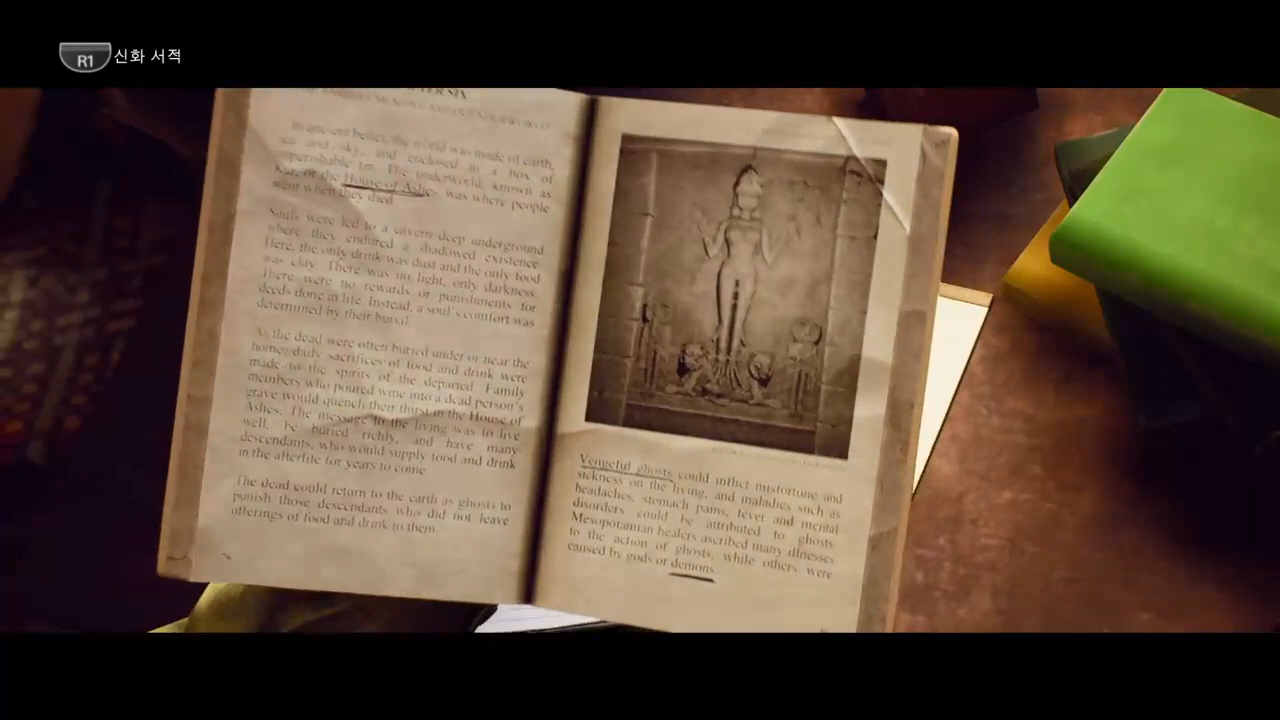 R1 신화 서적
In ancient belief, the world was made of earth,
sea and sky, and enclosed in a box of
imperishable tin. The underworld, known as
or the House of Ashes, was where people
went when they died.
Souls were led to a cavern deep underground
where they endured a shadowed existence.
Here, the only drink was dust and the only food
was clay. There was no light, only darkness.
There were no rewards or punishments for
deeds done in life. Instead, a soul's comfort was
determined by their burial.
As the dead were often buried under or near the
home, daily sacrifices of food and drink were
made to the spirits of the departed. Family
members who poured wine into a dead person's
grave would quench their thirst in the House of
Ashes. The message to the living was to live
well, be buried richly, and have many
descendants, who would supply food and drink
in the afterlife for years to come.
The dead could return to the earth as ghosts to
punish those descendants who did not leave
offerings of food and drink to them.
Vengeful ghosts could inflict misfortune and
sickness on the living, and maladies such as
headaches, stomach pains, fever and mental
disorders could be attributed to ghosts.
Mesopotamian healers ascribed many illnesses
to the action of ghosts, while others were
caused by gods or demons.